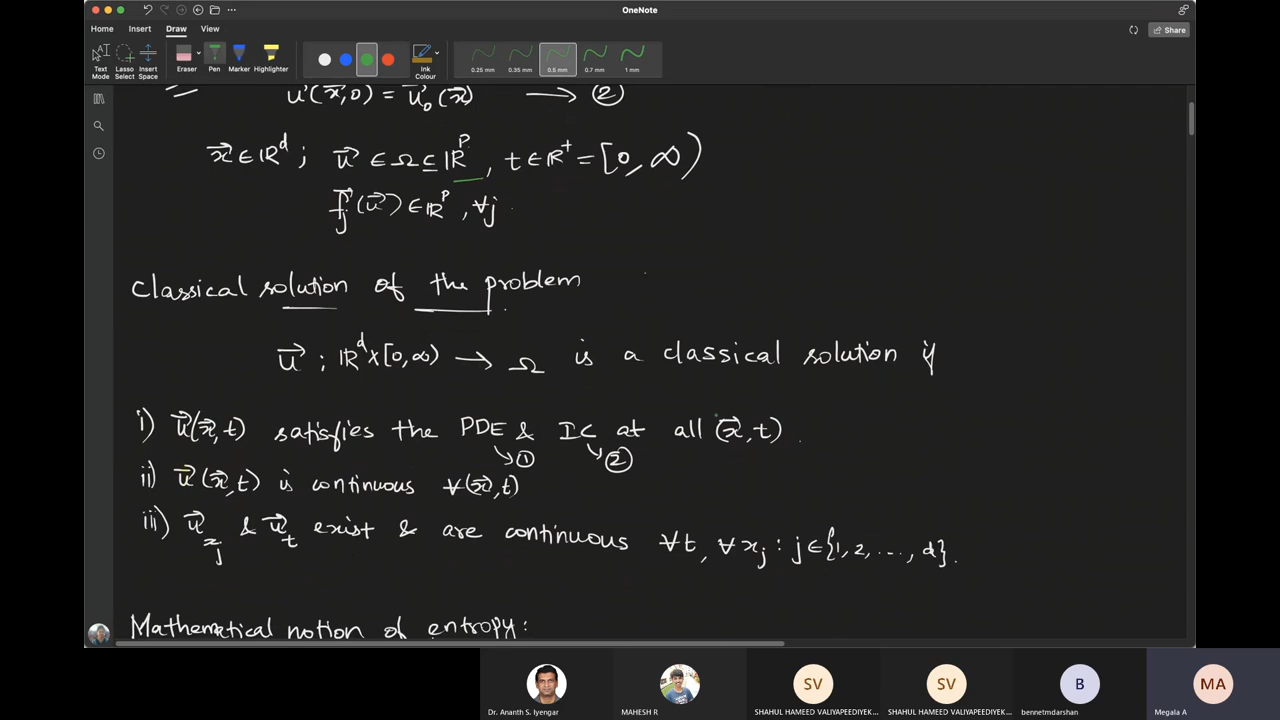 OneNote
Home Insert Draw View
Share
Text Mode
Lasso Select
Insert Space
Eraser
Pen
Marker
Highlighter
Ink Colour
0.25 mm
0.35 mm
0.5 mm
0.7 mm
1 mm
u⃗(x⃗,0) = u⃗₀(x⃗) ⟶ ②
x⃗ ∈ ℝᵈ ; u⃗ ∈ Ω ⊆ ℝᵖ , t ∈ ℝ⁺ = [0, ∞)
f⃗ⱼ(u⃗) ∈ ℝᵖ , ∀j
Classical solution of the problem
u⃗ : ℝᵈ × [0,∞) ⟶ Ω is a classical solution if
i) u⃗(x⃗,t) satisfies the PDE & IC at all (x⃗,t).
↳① ↳②
ii) u⃗(x⃗,t) is continuous ∀(x⃗,t)
iii) u⃗_xⱼ & u⃗_t exist & are continuous ∀t, ∀xⱼ : j ∈ {1, 2, ..., d}.
Mathematical notion of entropy:
SV
SV
B
MA
Dr. Ananth S. Iyengar
MAHESH R
SHAHUL HAMEED VALIYAPEEDIYEK...
SHAHUL HAMEED VALIYAPEEDIYEK...
bennetmdarshan
Megala A